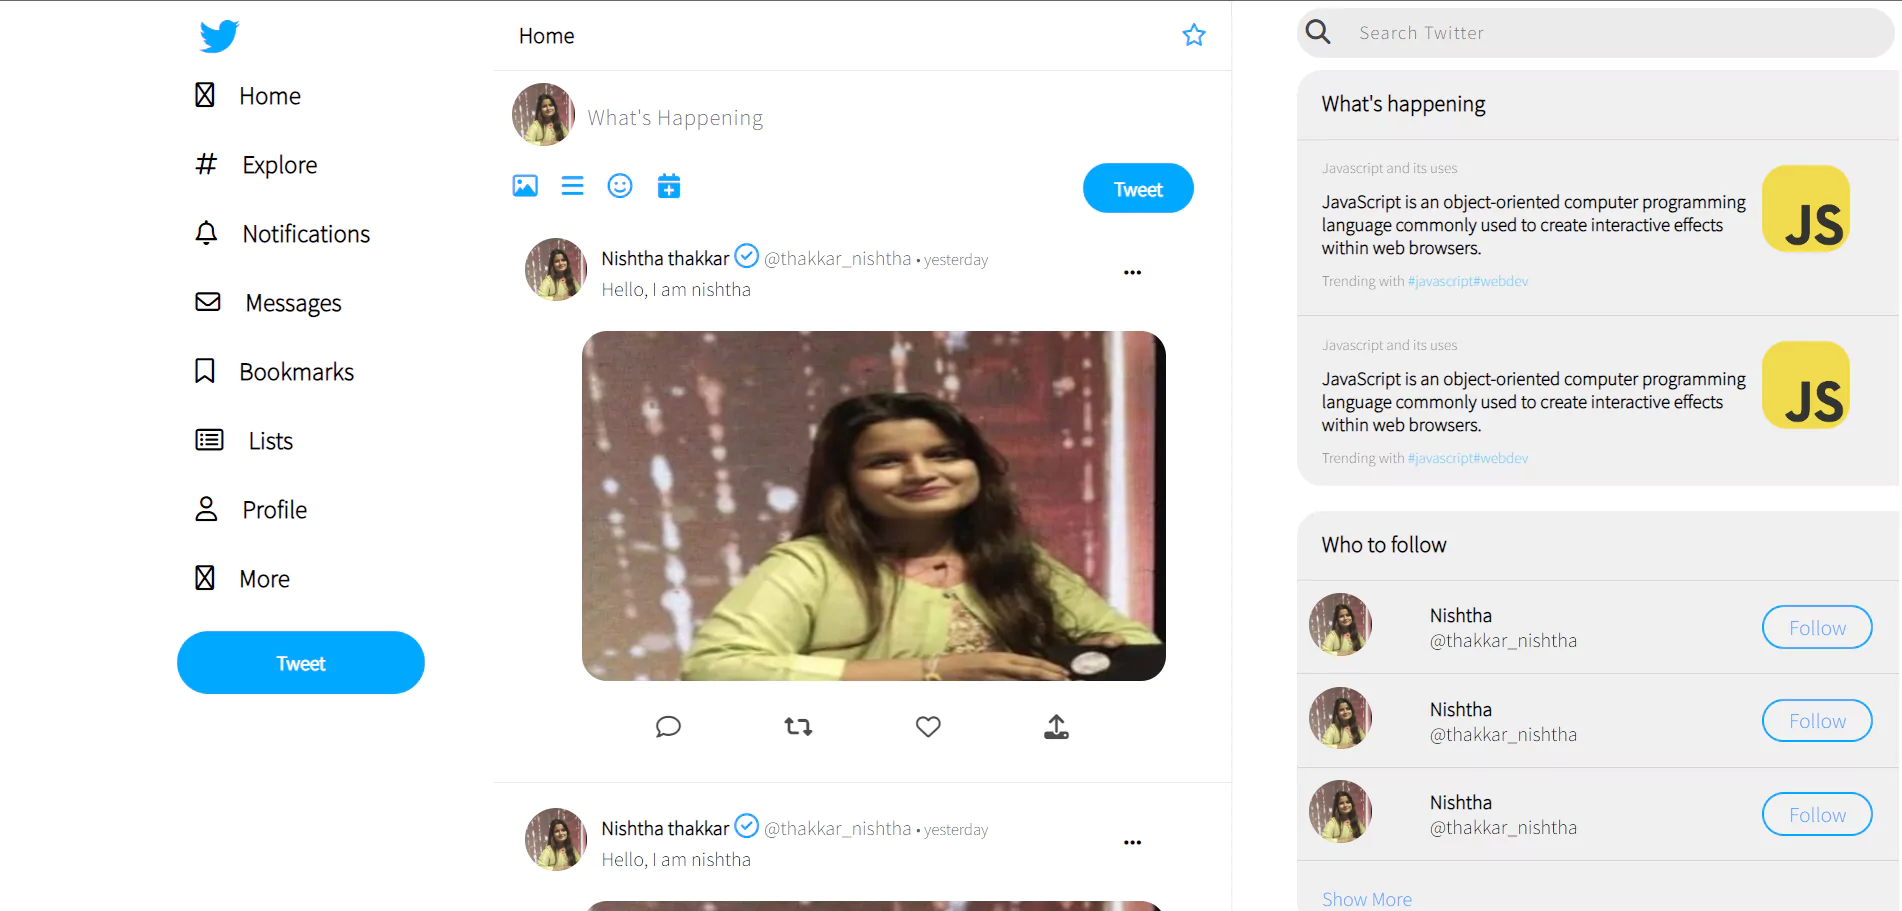 Home
Explore
Notifications
Messages
Bookmarks
Lists
Profile
More
Tweet
Home
What's Happening
Tweet
Nishtha thakkar @thakkar_nishtha • yesterday
Hello, I am nishtha
Nishtha thakkar @thakkar_nishtha • yesterday
Hello, I am nishtha
Search Twitter
What's happening
Javascript and its uses
JavaScript is an object-oriented computer programming
language commonly used to create interactive effects
within web browsers.
Trending with #javascript#webdev
JS
Javascript and its uses
JavaScript is an object-oriented computer programming
language commonly used to create interactive effects
within web browsers.
Trending with #javascript#webdev
JS
Who to follow
Nishtha
@thakkar_nishtha
Follow
Nishtha
@thakkar_nishtha
Follow
Nishtha
@thakkar_nishtha
Follow
Show More